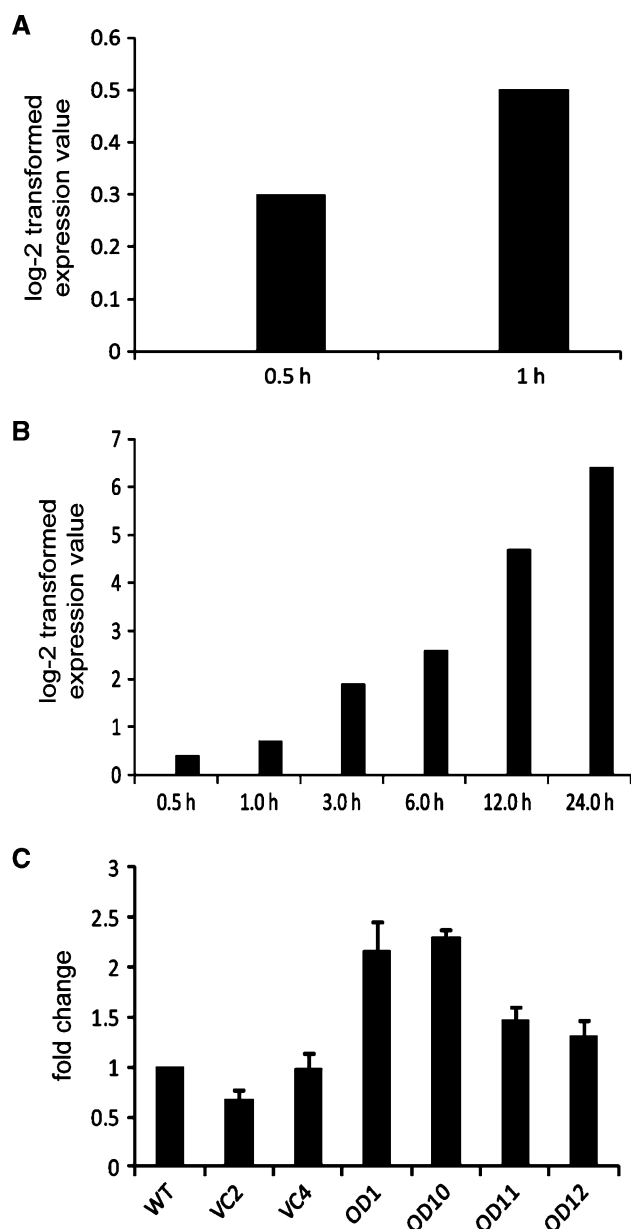 A
log-2 transformed
expression value
0.6
0.5
0.4
0.3
0.2
0.1
0
0.5 h
1 h
B
log-2 transformed
expression value
7
6
5
4
3
2
1
0
0.5 h
1.0 h
3.0 h
6.0 h
12.0 h
24.0 h
C
fold change
3
2.5
2
1.5
1
0.5
0
WT
VC2
VC4
OD1
OD10
OD11
OD12